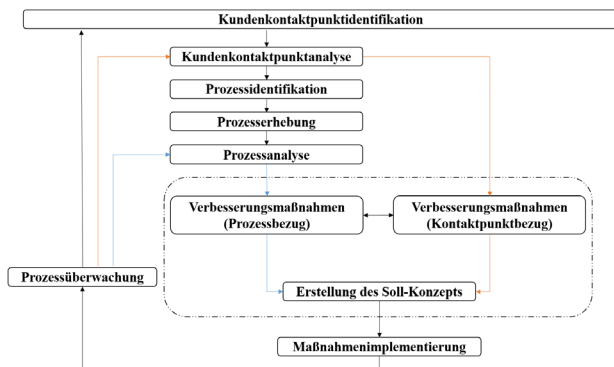 Kundenkontaktpunktidentifikation
Kundenkontaktpunktanalyse
Prozessidentifikation
Prozesserhebung
Prozessanalyse
Verbesserungsmaßnahmen
(Prozessbezug)
Verbesserungsmaßnahmen
(Kontaktpunktbezug)
Prozessüberwachung
Erstellung des Soll-Konzepts
Maßnahmenimplementierung